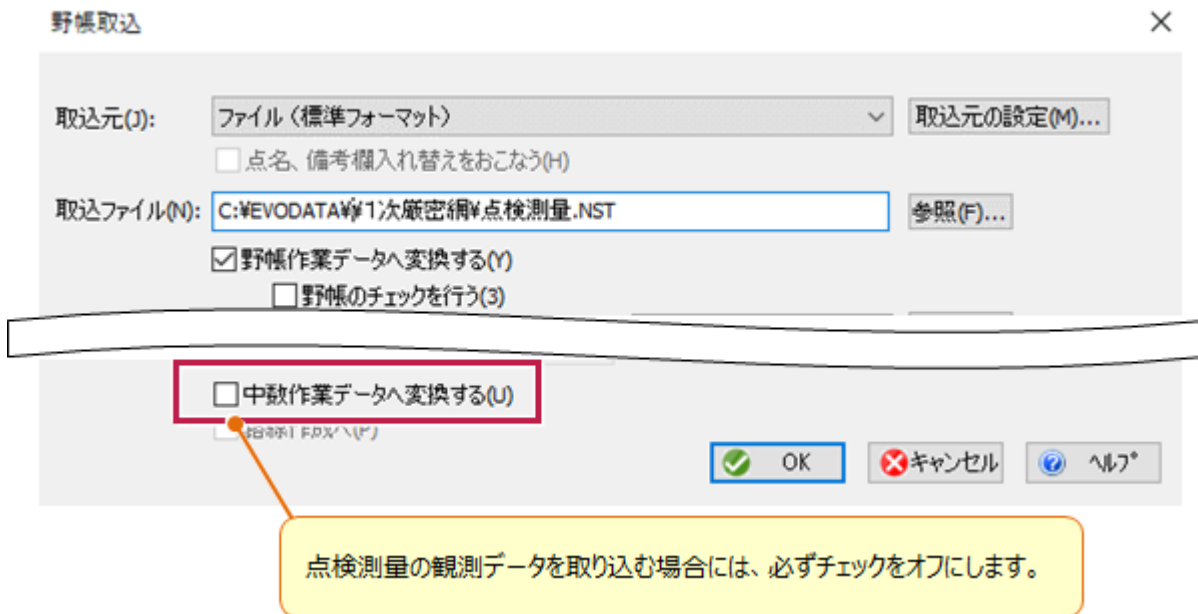 野帳取込
取込元(J): ファイル（標準フォーマット） 取込元の設定(M)...
点名、備考欄入れ替えをおこなう(H)
取込ファイル(N): C:¥EVODATA¥¥1次厳密網¥点検測量.NST 参照(F)...
野帳作業データへ変換する(Y)
野帳のチェックを行う(3)
中数作業データへ変換する(U)
OK キャンセル ヘルプ
点検測量の観測データを取り込む場合には、必ずチェックをオフにします。